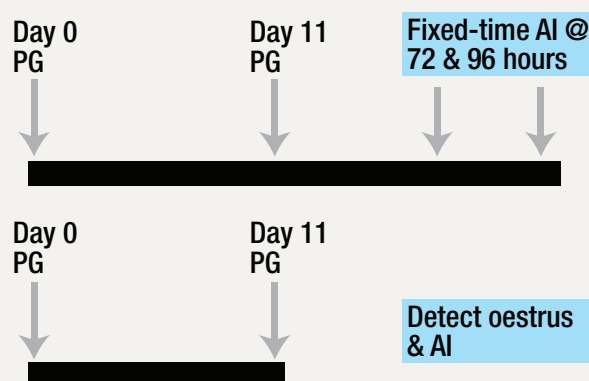 Day 0
PG
Day 11
PG
Fixed-time AI @
72 & 96 hours
Day 0
PG
Day 11
PG
Detect oestrus
& AI